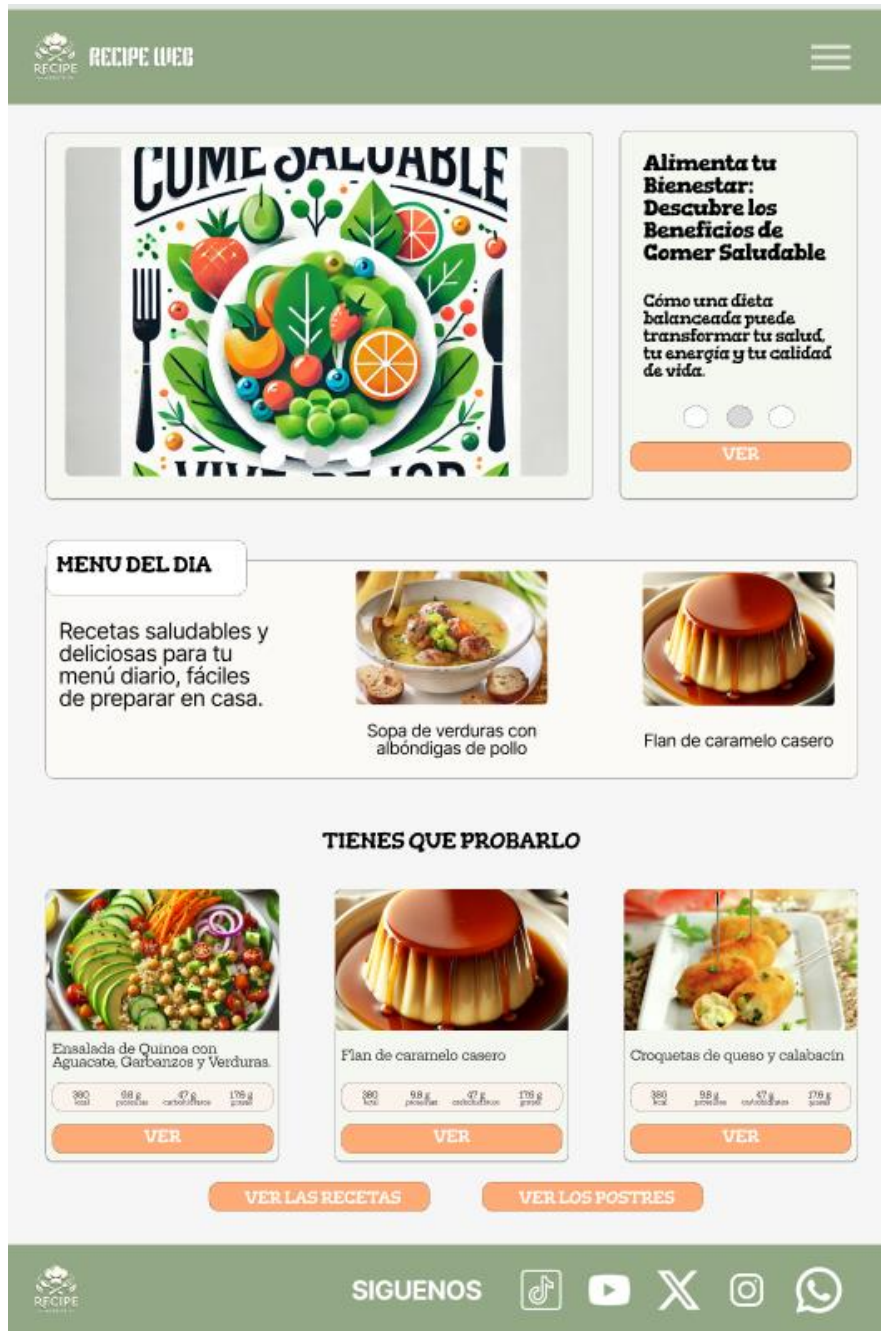 RECIPE
RECIPE WEB
COME SALUDABLE
Alimenta tu
Bienestar:
Descubre los
Beneficios de
Comer Saludable
Cómo una dieta
balanceada puede
transformar tu salud,
tu energía y tu calidad
de vida.
VER
MENU DEL DIA
Recetas saludables y
deliciosas para tu
menú diario, fáciles
de preparar en casa.
Sopa de verduras con
albóndigas de pollo
Flan de caramelo casero
TIENES QUE PROBARLO
Ensalada de Quinoa con
Aguacate, Garbanzos y Verduras.
Flan de caramelo casero
Croquetas de queso y calabacín
VER
VER
VER
VER LAS RECETAS
VER LOS POSTRES
RECIPE
SIGUENOS